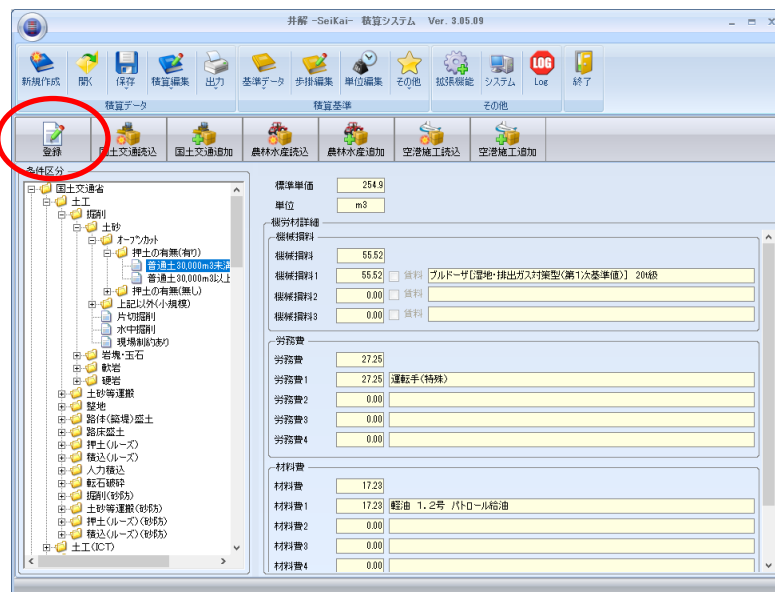 井解 -SeiKai- 積算システム Ver. 3.05.09
新規作成 開く 保存 積算編集 出力 基準データ 歩掛編集 単位編集 その他 拡張機能 システム LOG Log 終了
積算データ 積算基準 その他
登録 国土交通読込 国土交通追加 農林水産読込 農林水産追加 空港施工読込 空港施工追加
条件区分
国土交通省
土工
掘削
土砂
オープンカット
押土の有無(有り)
普通土30,000m3未満
普通土30,000m3以上
押土の有無(無し)
上記以外(小規模)
片切掘削
水中掘削
現場制約あり
岩塊・玉石
軟岩
硬岩
土砂等運搬
整地
路体(築堤)盛土
路床盛土
押土(ルーズ)
積込(ルーズ)
人力積込
転石破砕
掘削(砂防)
土砂等運搬(砂防)
押土(ルーズ)(砂防)
積込(ルーズ)(砂防)
土工(ICT)
標準単価 254.9
単位 m3
機労材詳細
機械損料
機械損料 55.52
機械損料1 55.52 賃料 ブルドーザ[湿地・排出ガス対策型(第1次基準値)] 20t級
機械損料2 0.00 賃料
機械損料3 0.00 賃料
労務費
労務費 27.25
労務費1 27.25 運転手(特殊)
労務費2 0.00
労務費3 0.00
労務費4 0.00
材料費
材料費 17.23
材料費1 17.23 軽油 1.2号 パトロール給油
材料費2 0.00
材料費3 0.00
材料費4 0.00